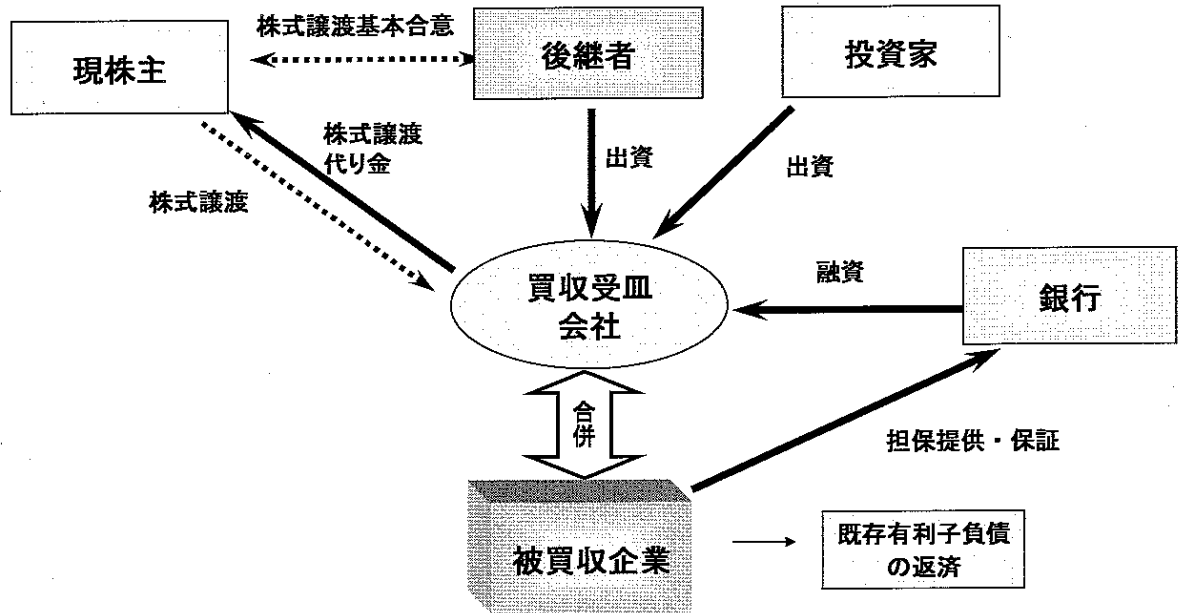 株式譲渡基本合意
現株主
後継者
投資家
株式譲渡
代り金
出資
出資
株式譲渡
買収受皿
会社
融資
銀行
合併
担保提供・保証
被買収企業
既存有利子負債
の返済